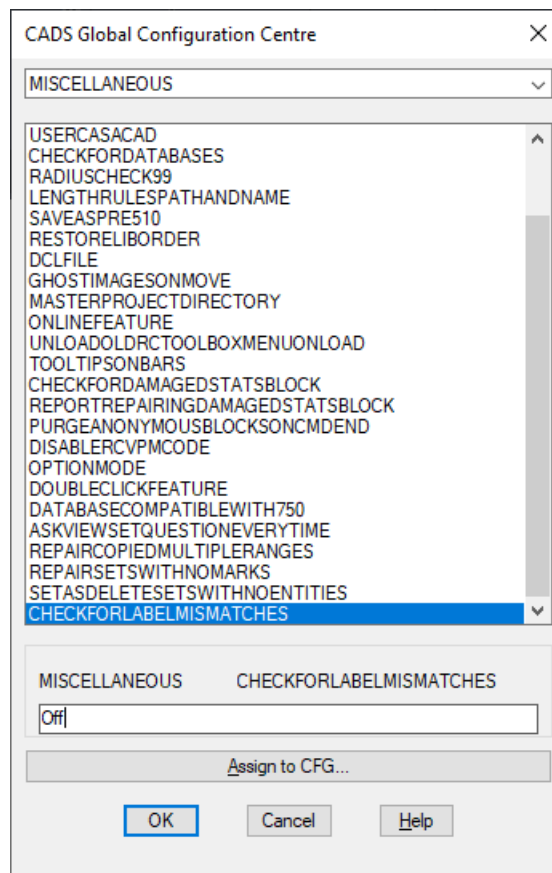 CADS Global Configuration Centre
MISCELLANEOUS
USERCASACAD
CHECKFORDATABASES
RADIUSCHECK99
LENGTHRULESPATHANDNAME
SAVEASPRE510
RESTORELIBORDER
DCLFILE
GHOSTIMAGESONMOVE
MASTERPROJECTDIRECTORY
ONLINEFEATURE
UNLOADOLDRCTOOLBOXMENUONLOAD
TOOLTIPSONBARS
CHECKFORDAMAGEDSTATSBLOCK
REPORTREPAIRINGDAMAGEDSTATSBLOCK
PURGEANONYMOUSBLOCKSONCMDEND
DISABLERCVPMCODE
OPTIONMODE
DOUBLECLICKFEATURE
DATABASECOMPATIBLEWITH750
ASKVIEWSETQUESTIONEVERYTIME
REPAIRCOPIEDMULTIPLERANGES
REPAIRSETSWITHNOMARKS
SETASDELETESETSWITHNOENTITIES
CHECKFORLABELMISMATCHES
MISCELLANEOUS CHECKFORLABELMISMATCHES
Off
Assign to CFG...
OK Cancel Help